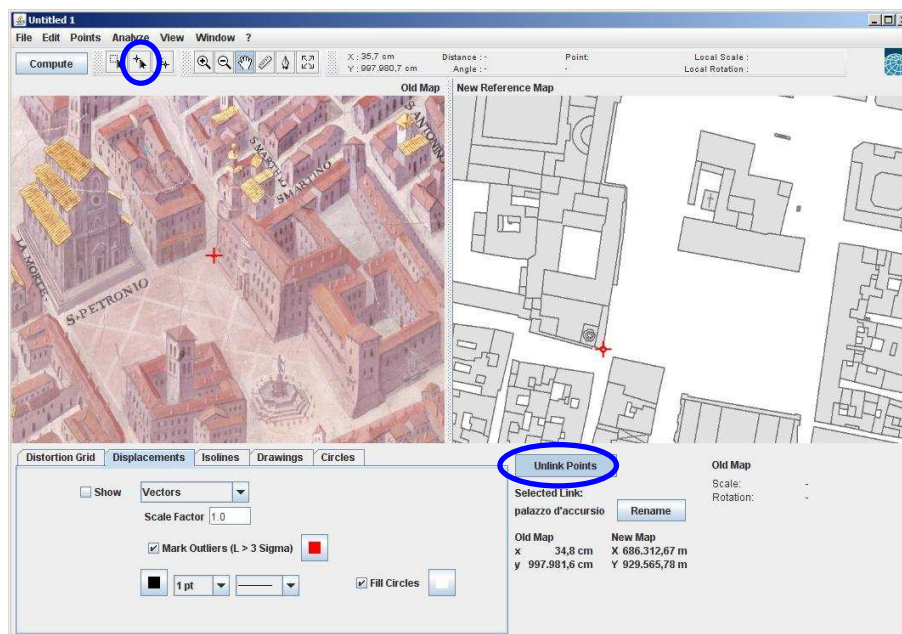 Untitled 1
File Edit Points Analyze View Window ?
Compute
X : 35,7 cm Distance : - Point: Local Scale :
Y : 997.980,7 cm Angle : - - Local Rotation :
Old Map New Reference Map
S. MARTINO
LA MORTE
S. PETRONIO
Distortion Grid Displacements Isolines Drawings Circles
Show Vectors
Scale Factor 1.0
Mark Outliers (L > 3 Sigma)
1 pt Fill Circles
Unlink Points
Selected Link:
palazzo d'accursio Rename
Old Map New Map
x 34,8 cm X 686.312,67 m
y 997.981,6 cm Y 929.565,78 m
Old Map
Scale: -
Rotation: -